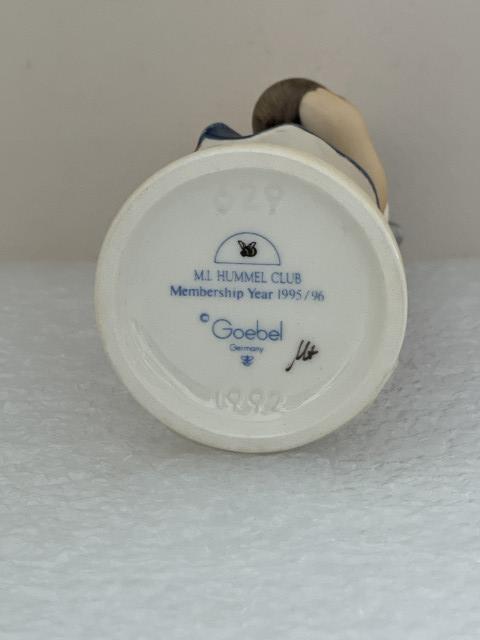 629
M.I. HUMMEL CLUB
Membership Year 1995/96
© Goebel
Germany
1992